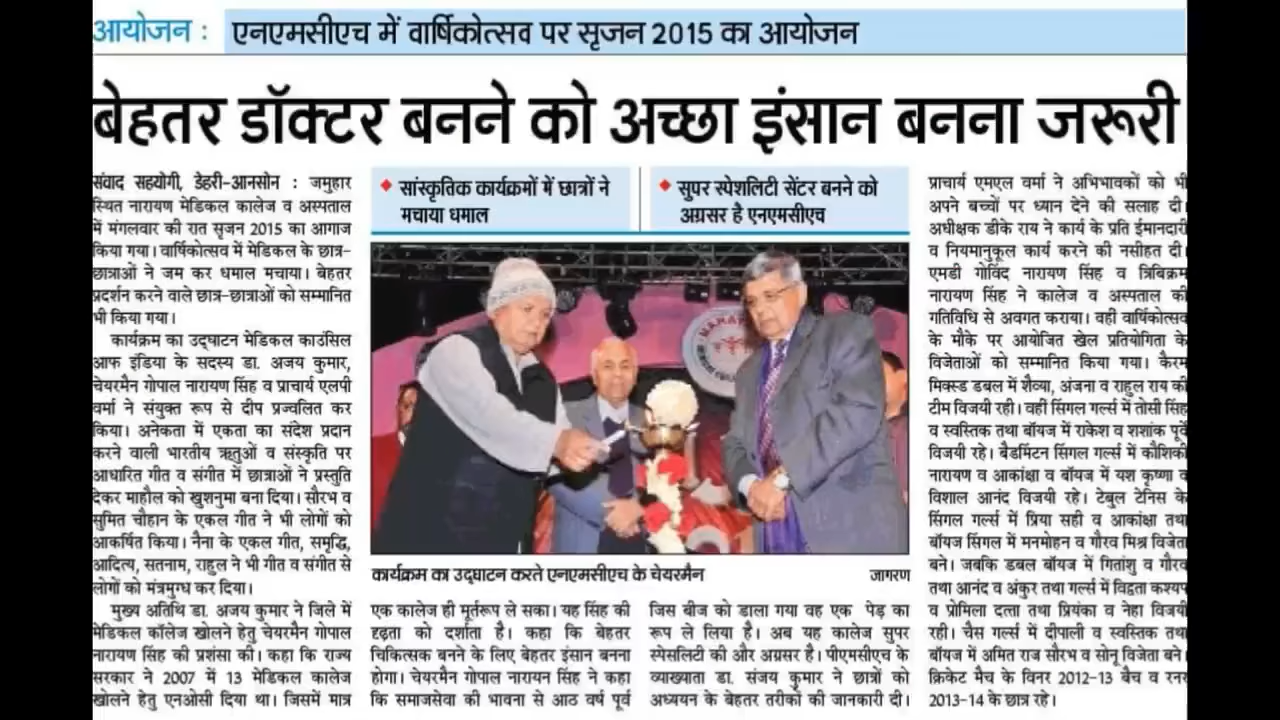 आयोजन : एनएमसीएच में वार्षिकोत्सव पर सृजन 2015 का आयोजन
बेहतर डॉक्टर बनने को अच्छा इंसान बनना जरूरी
संवाद सहयोगी, डेहरी-आनसोन : जमुहार
स्थित नारायण मेडिकल कालेज व अस्पताल
में मंगलवार की रात सृजन 2015 का आगाज
किया गया। वार्षिकोत्सव में मेडिकल के छात्र-
छात्राओं ने जम कर धमाल मचाया। बेहतर
प्रदर्शन करने वाले छात्र-छात्राओं को सम्मानित
भी किया गया।
कार्यक्रम का उद्घाटन मेडिकल काउंसिल
आफ इंडिया के सदस्य डा. अजय कुमार,
चेयरमैन गोपाल नारायण सिंह व प्राचार्य एलपी
वर्मा ने संयुक्त रूप से दीप प्रज्वलित कर
किया। अनेकता में एकता का संदेश प्रदान
करने वाली भारतीय ऋतुओं व संस्कृति पर
आधारित गीत व संगीत में छात्राओं ने प्रस्तुति
देकर माहौल को खुशनुमा बना दिया। सौरभ व
सुमित चौहान के एकल गीत ने भी लोगों को
आकर्षित किया। नैना के एकल गीत, समृद्धि,
आदित्य, सतनाम, राहुल ने भी गीत व संगीत से
लोगों को मंत्रमुग्ध कर दिया।
मुख्य अतिथि डा. अजय कुमार ने जिले में
मेडिकल कॉलेज खोलने हेतु चेयरमैन गोपाल
नारायण सिंह की प्रशंसा की। कहा कि राज्य
सरकार ने 2007 में 13 मेडिकल कालेज
खोलने हेतु एनओसी दिया था। जिसमें मात्र
सांस्कृतिक कार्यक्रमों में छात्रों ने
मचाया धमाल
सुपर स्पेशलिटी सेंटर बनने को
अग्रसर है एनएमसीएच
कार्यक्रम का उद्घाटन करते एनएमसीएच के चेयरमैन
जागरण
एक कालेज ही मूर्तरूप ले सका। यह सिंह की
दृढ़ता को दर्शाता है। कहा कि बेहतर
चिकित्सक बनने के लिए बेहतर इंसान बनना
होगा। चेयरमैन गोपाल नारायन सिंह ने कहा
कि समाजसेवा की भावना से आठ वर्ष पूर्व
जिस बीज को डाला गया वह एक पेड़ का
रूप ले लिया है। अब यह कालेज सुपर
स्पेसलिटी की और अग्रसर है। पीएमसीएच के
व्याख्याता डा. संजय कुमार ने छात्रों को
अध्ययन के बेहतर तरीकों की जानकारी दी।
प्राचार्य एमएल वर्मा ने अभिभावकों को भी
अपने बच्चों पर ध्यान देने की सलाह दी।
अधीक्षक डीके राय ने कार्य के प्रति ईमानदारी
व नियमानुकूल कार्य करने की नसीहत दी।
एमडी गोविंद नारायण सिंह व त्रिबिक्रम
नारायण सिंह ने कालेज व अस्पताल की
गतिविधि से अवगत कराया। वहीं वार्षिकोत्सव
के मौके पर आयोजित खेल प्रतियोगिता के
विजेताओं को सम्मानित किया गया। कैरम
मिक्स्ड डबल में शैव्या, अंजना व राहुल राय की
टीम विजयी रही। वहीं सिंगल गर्ल्स में तोसी सिंह
व स्वस्तिक तथा बॉयज में राकेश व शशांक पूर्वे
विजयी रहे। बैडमिंटन सिंगल गर्ल्स में कौशिकी
नारायण व आकांक्षा व बॉयज में यश कृष्णा व
विशाल आनंद विजयी रहे। टेबुल टेनिस के
सिंगल गर्ल्स में प्रिया सही व आकांक्षा तथा
बॉयज सिंगल में मनमोहन व गौरव मिश्र विजेता
बने। जबकि डबल बॉयज में गितांशु व गौरव
तथा आनंद व अंकुर तथा गर्ल्स में विद्वता कश्यप
व प्रोमिला दत्ता तथा प्रियंका व नेहा विजयी
रही। चैस गर्ल्स में दीपाली व स्वस्तिक तथा
बॉयज में अमित राज सौरभ व सोनू विजेता बने।
क्रिकेट मैच के विनर 2012-13 बैच व रनर
2013-14 के छात्र रहे।